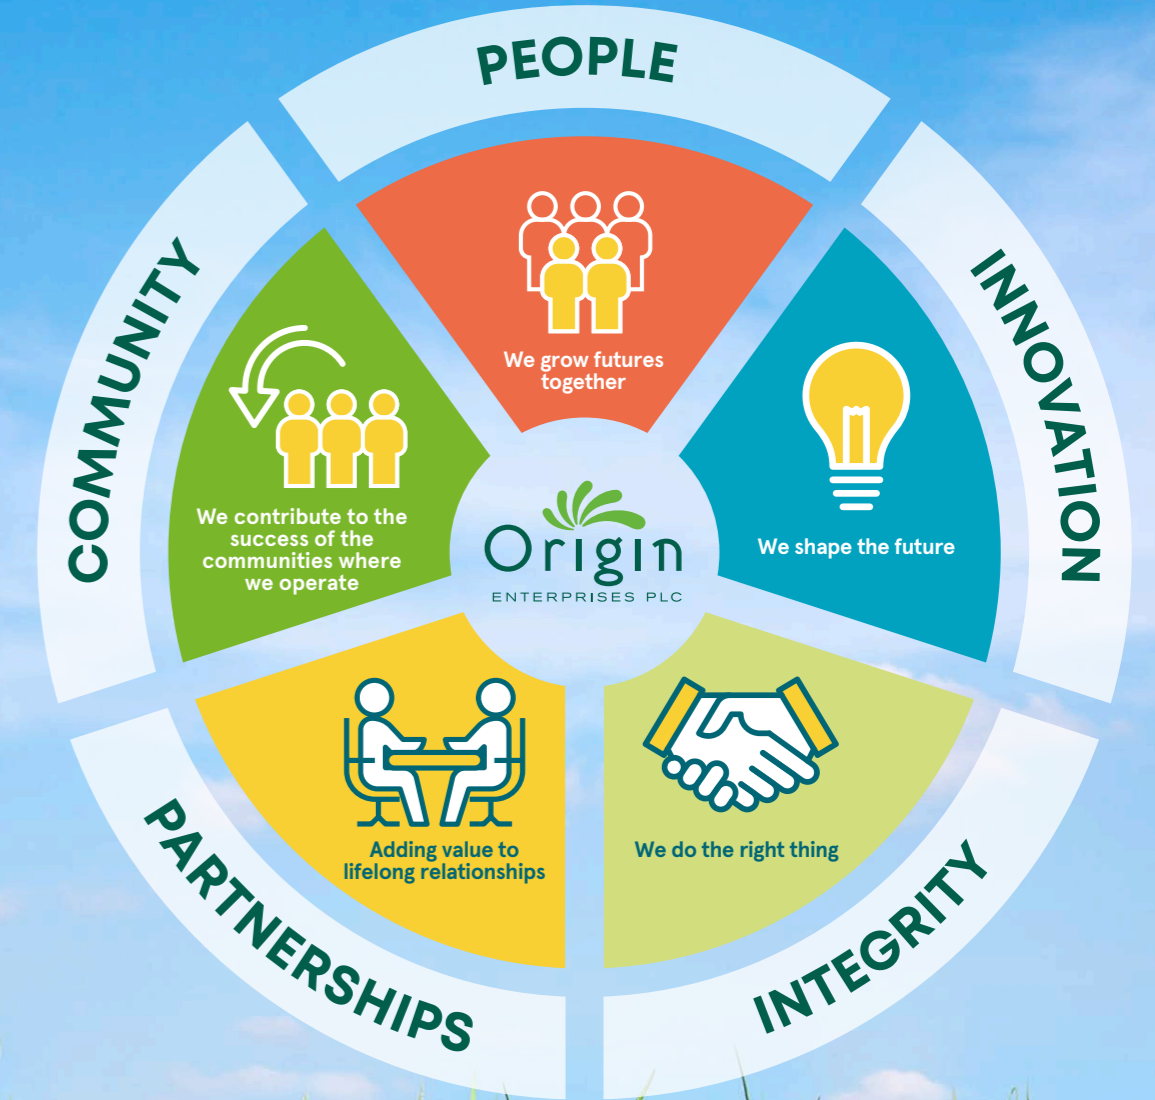 PEOPLE
We grow futures
together
INNOVATION
We shape the future
INTEGRITY
We do the right thing
PARTNERSHIPS
Adding value to
lifelong relationships
COMMUNITY
We contribute to the
success of the
communities where
we operate
Origin
ENTERPRISES PLC